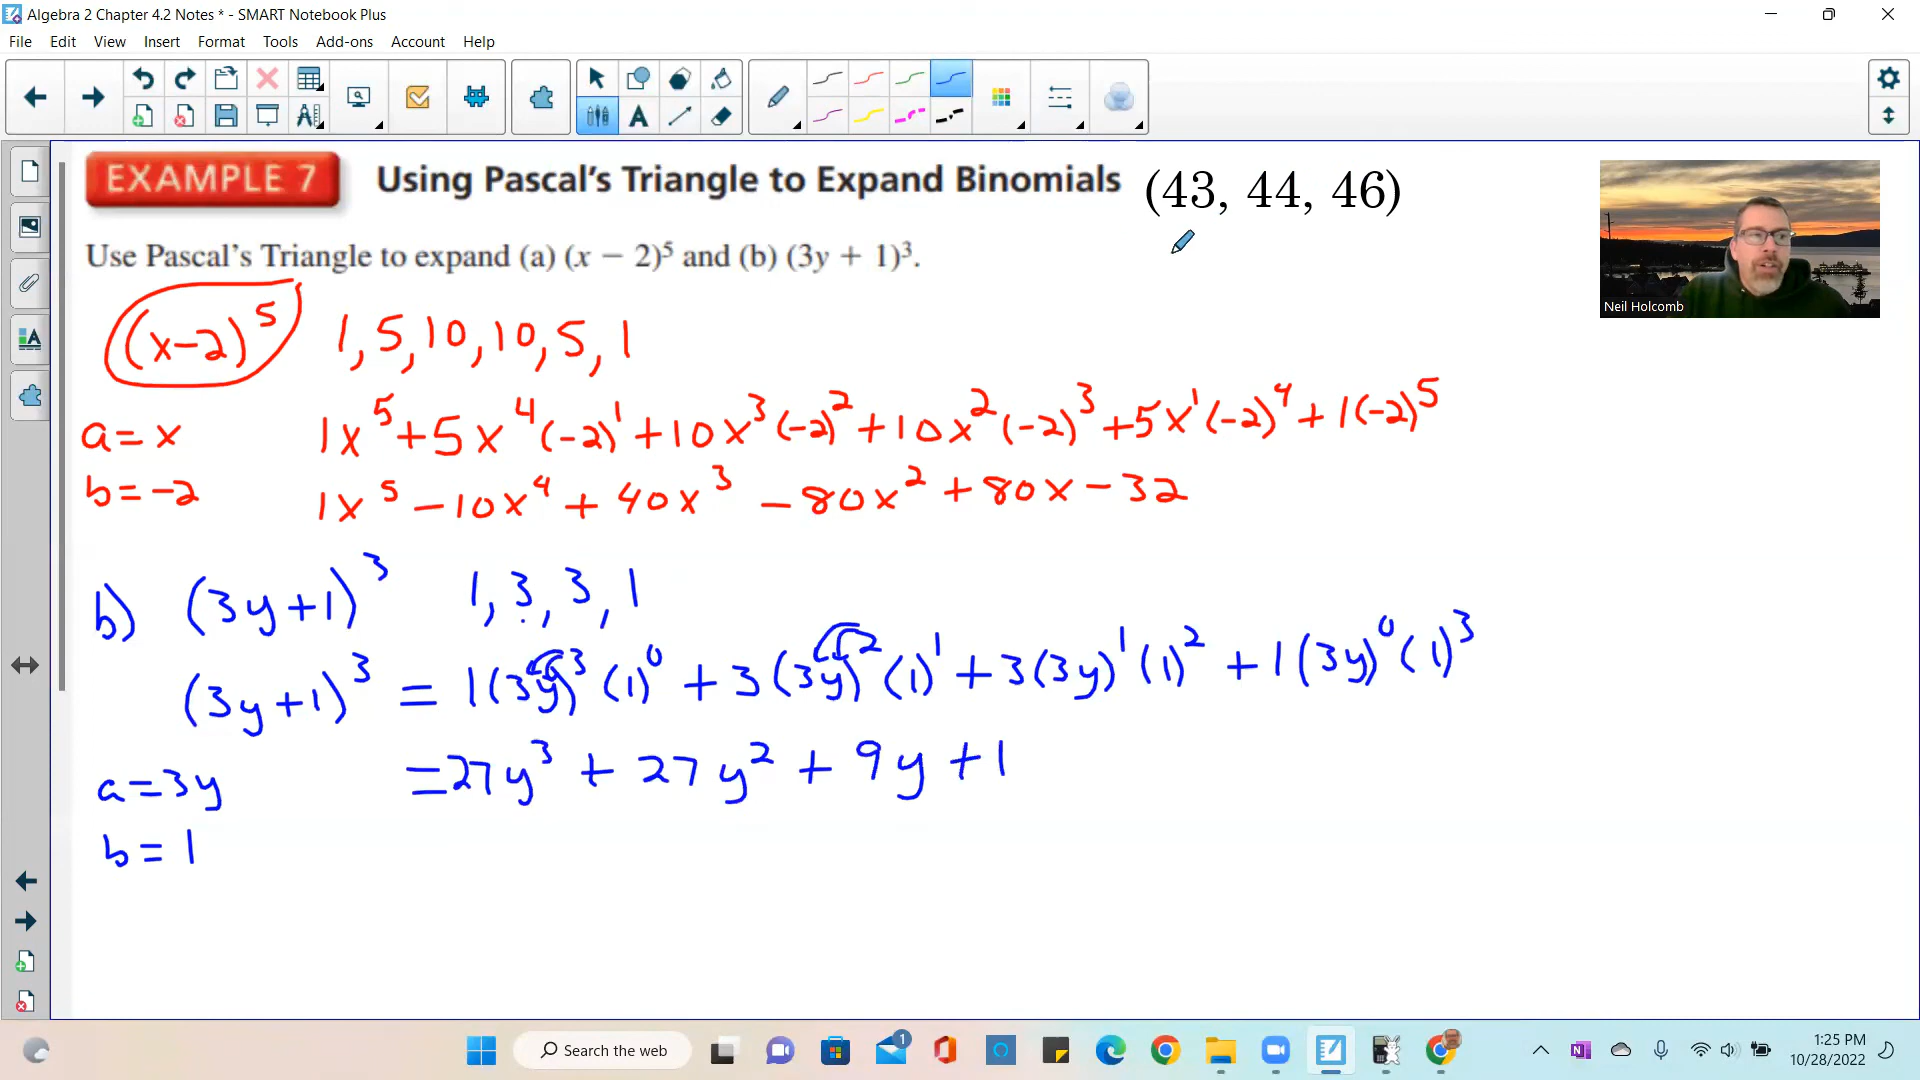 Algebra 2 Chapter 4.2 Notes * - SMART Notebook Plus
File Edit View Insert Format Tools Add-ons Account Help
EXAMPLE 7 Using Pascal's Triangle to Expand Binomials (43, 44, 46)
Use Pascal's Triangle to expand (a) (x − 2)⁵ and (b) (3y + 1)³.
Neil Holcomb
(x-2)⁵ 1, 5, 10, 10, 5, 1
a = x 1x⁵ + 5x⁴(-2)¹ + 10x³(-2)² + 10x²(-2)³ + 5x¹(-2)⁴ + 1(-2)⁵
b = -2 1x⁵ - 10x⁴ + 40x³ - 80x² + 80x - 32
b) (3y+1)³ 1, 3, 3, 1
(3y+1)³ = 1(3y)³(1)⁰ + 3(3y)²(1)¹ + 3(3y)¹(1)² + 1(3y)⁰(1)³
a = 3y = 27y³ + 27y² + 9y + 1
b = 1
Search the web
1
1:25 PM
10/28/2022